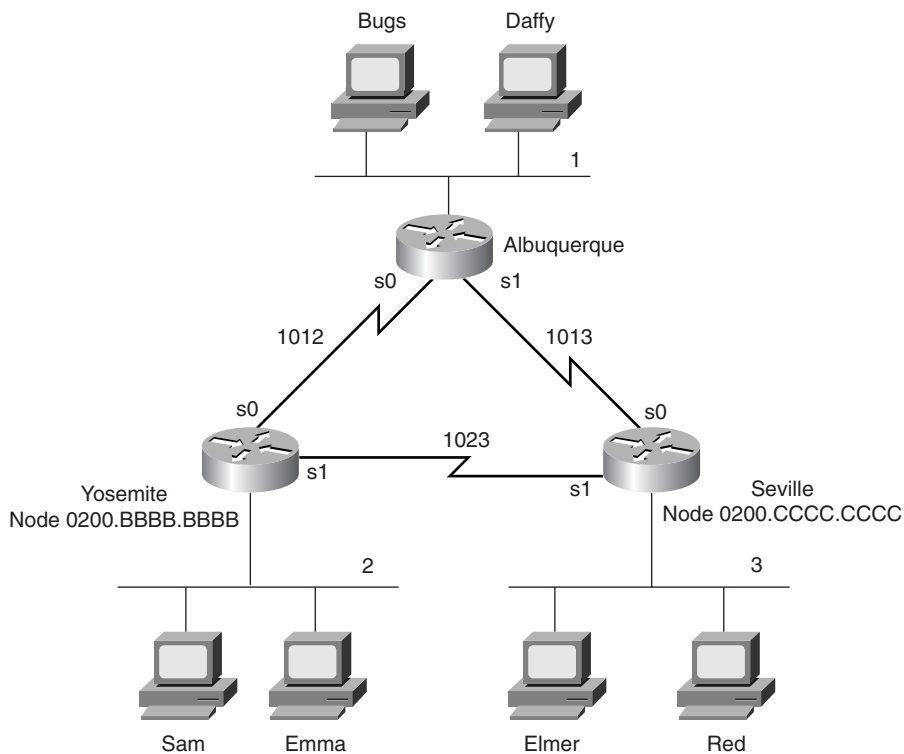 Bugs
Daffy
1
Albuquerque
s0
s1
1012
1013
s0
s0
1023
s1
s1
Yosemite
Node 0200.BBBB.BBBB
Seville
Node 0200.CCCC.CCCC
2
3
Sam
Emma
Elmer
Red